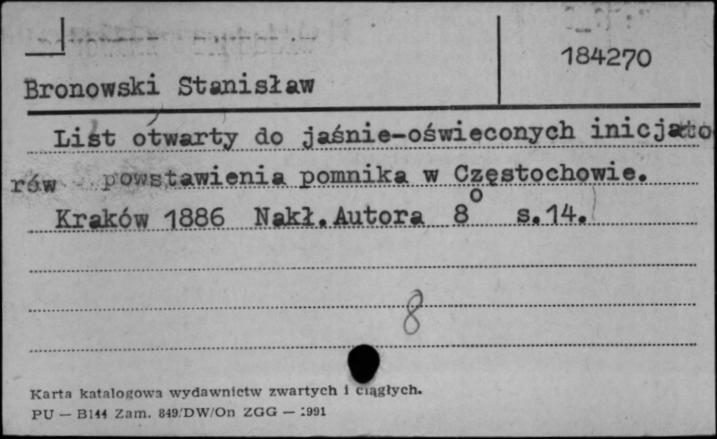 184270
Bronowski Stanisław
List otwarty do jaśnie-oświeconych inicjato
rów powstawienia pomnika w Częstochowie.
Kraków 1886 Nakł. Autora 8° s.14.
8
Karta katalogowa wydawnictw zwartych i ciągłych.
PU — B144 Zam. 849/DW/On ZGG — 1991